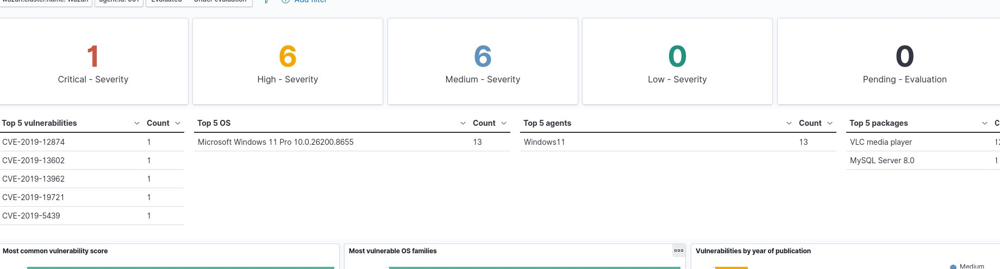 wazuh.cluster.name: Wazuh agent.id: 001 Evaluated Under evaluation Add filter
1 6 6 0 0
Critical - Severity High - Severity Medium - Severity Low - Severity Pending - Evaluation
Top 5 vulnerabilities Count Top 5 OS Count Top 5 agents Count Top 5 packages C
CVE-2019-12874 1 Microsoft Windows 11 Pro 10.0.26200.8655 13 Windows11 13 VLC media player 12
CVE-2019-13602 1 MySQL Server 8.0 1
CVE-2019-13962 1
CVE-2019-19721 1
CVE-2019-5439 1
Most common vulnerability score Most vulnerable OS families Vulnerabilities by year of publication
Medium